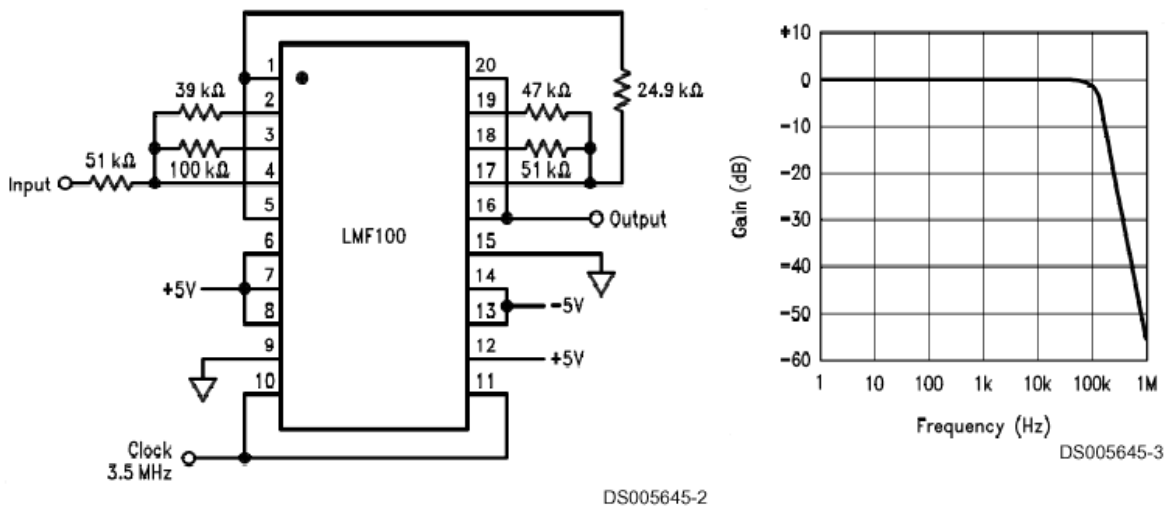 1
2
3
4
5
6
7
8
9
10
20
19
18
17
16
15
14
13
12
11
39 kΩ
100 kΩ
51 kΩ
Input
47 kΩ
51 kΩ
24.9 kΩ
Output
LMF100
+5V
-5V
+5V
Clock
3.5 MHz
DS005645-2
+10
0
-10
-20
-30
-40
-50
-60
Gain (dB)
1 10 100 1k 10k 100k 1M
Frequency (Hz)
DS005645-3